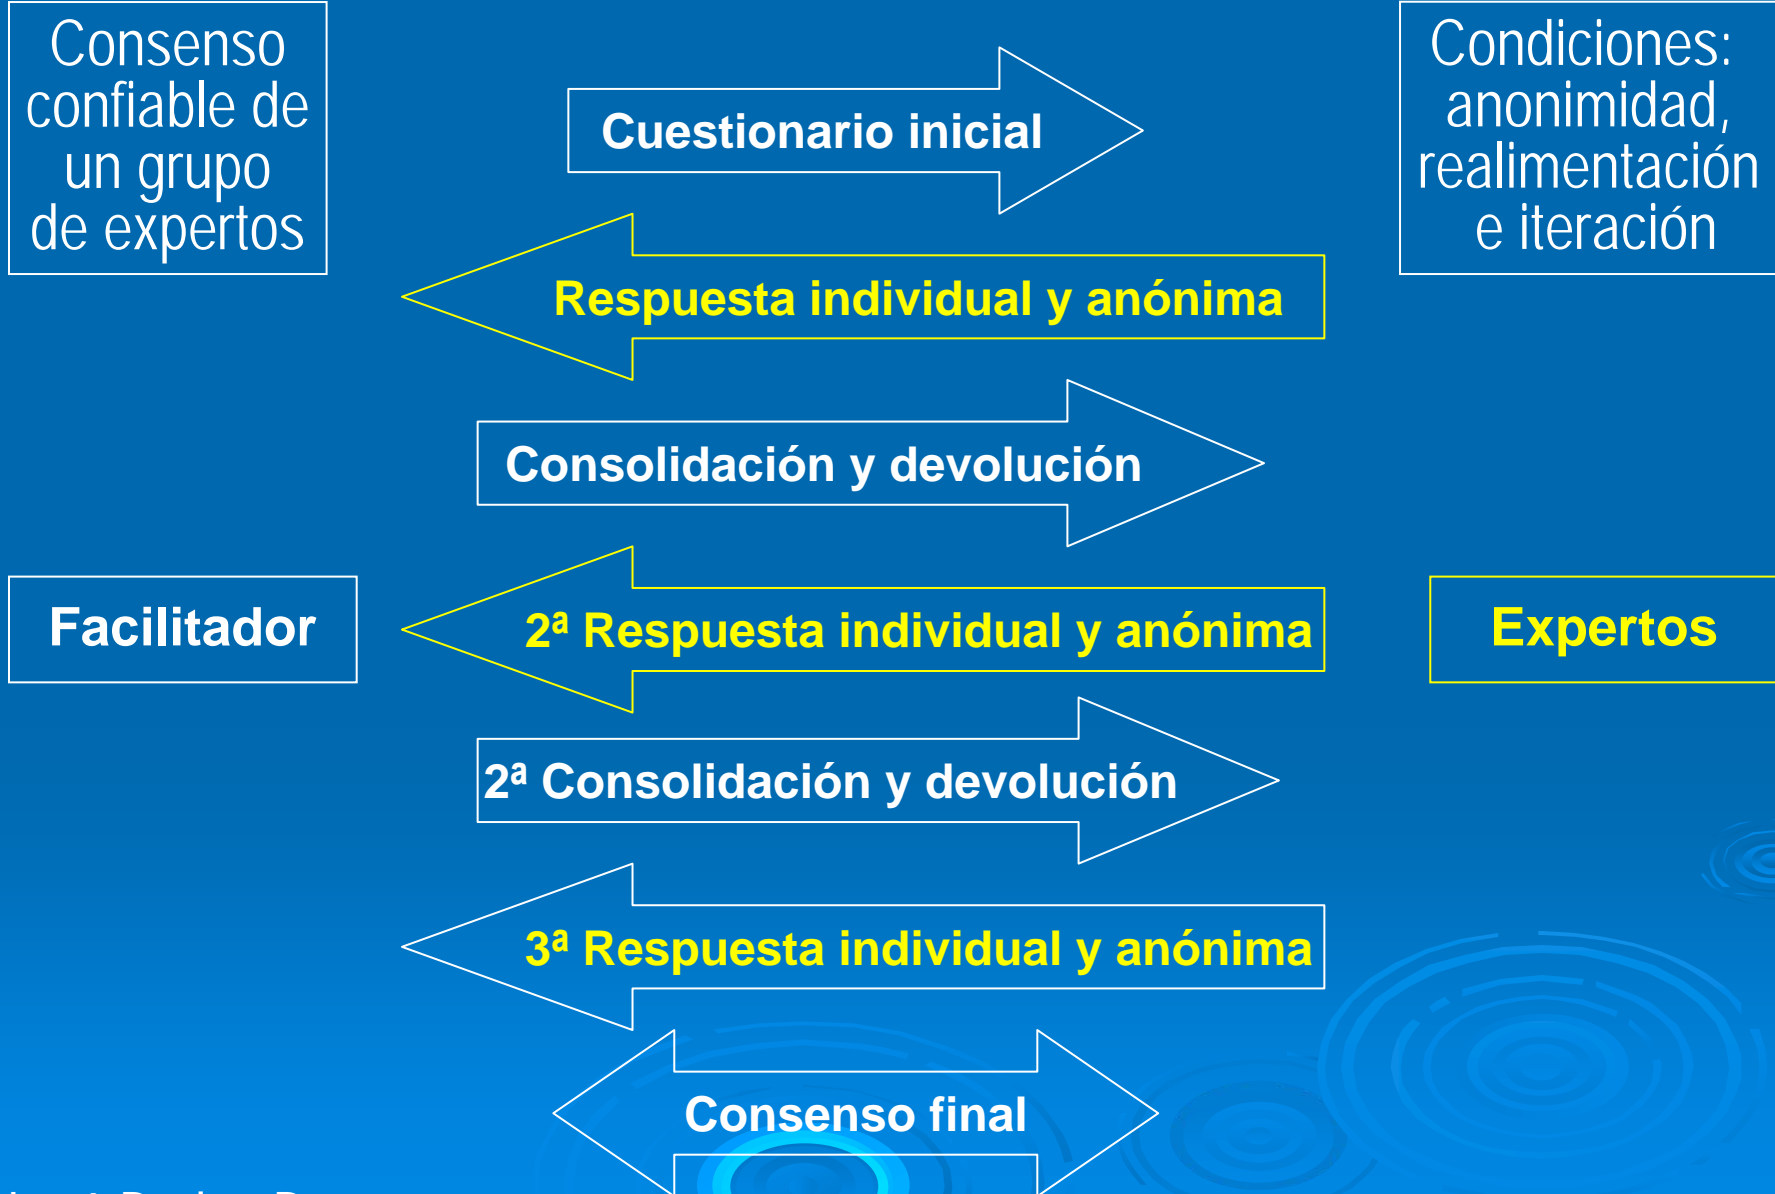 Consenso
confiable de
un grupo
de expertos
Condiciones:
anonimidad,
realimentación
e iteración
Cuestionario inicial
Respuesta individual y anónima
Consolidación y devolución
Facilitador
2ª Respuesta individual y anónima
Expertos
2ª Consolidación y devolución
3ª Respuesta individual y anónima
Consenso final